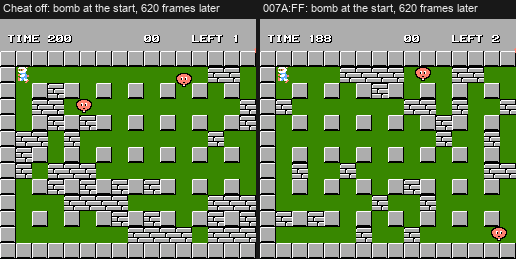 Cheat off: bomb at the start, 620 frames later
007A:FF: bomb at the start, 620 frames later
TIME 200 00 LEFT 1
TIME 188 00 LEFT 2